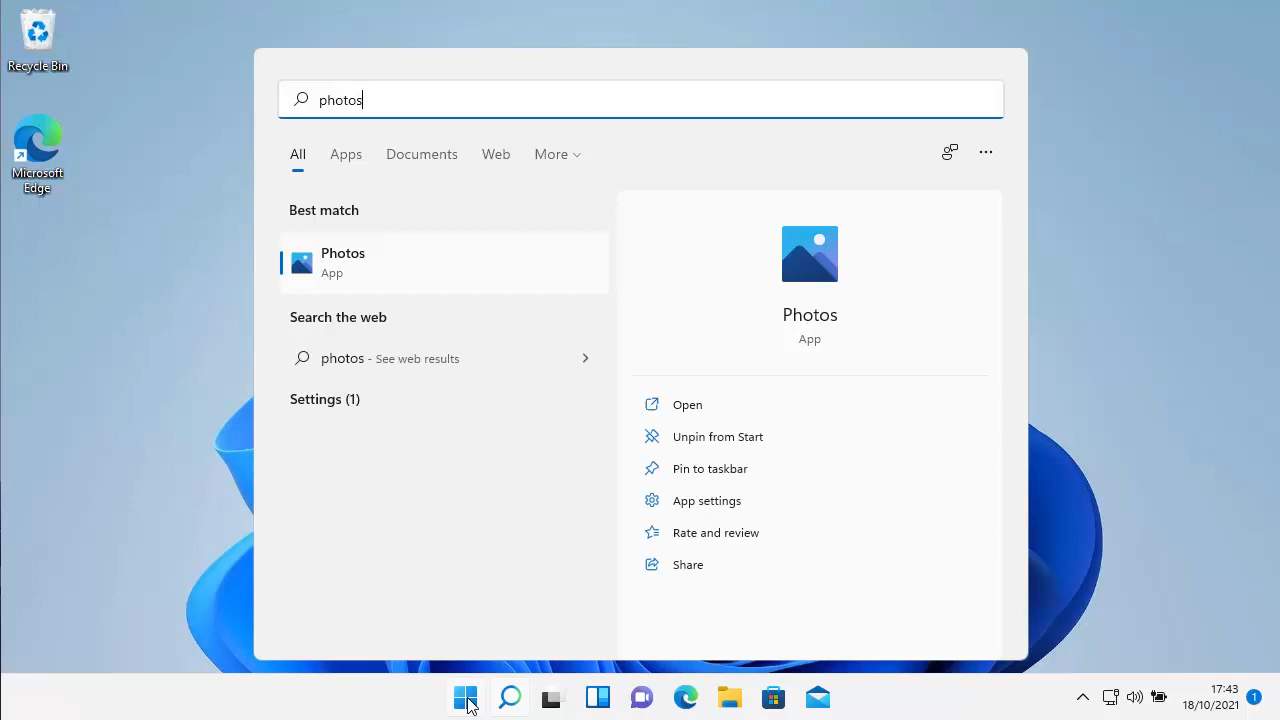 Recycle Bin
Microsoft
Edge
photos
All Apps Documents Web More
Best match
Photos
App
Search the web
photos - See web results
Settings (1)
Photos
App
Open
Unpin from Start
Pin to taskbar
App settings
Rate and review
Share
17:43
18/10/2021
1